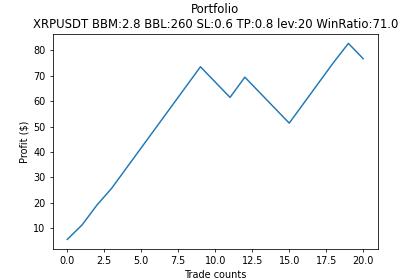 Portfolio
XRPUSDT BBM:2.8 BBL:260 SL:0.6 TP:0.8 lev:20 WinRatio:71.0
Profit ($)
80
70
60
50
40
30
20
10
0.0 2.5 5.0 7.5 10.0 12.5 15.0 17.5 20.0
Trade counts